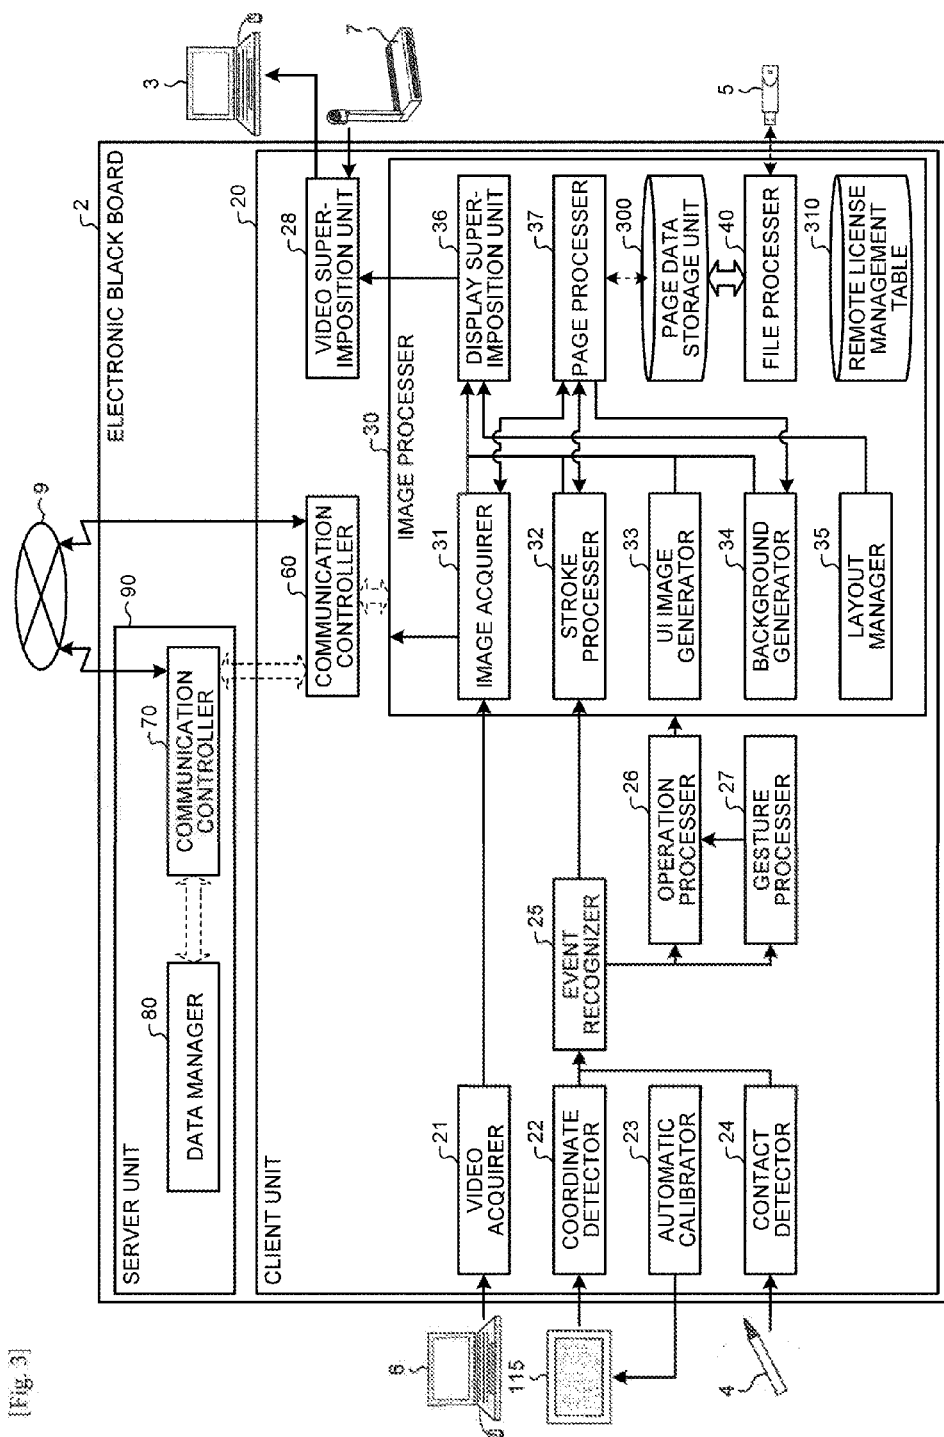 [Fig. 3]
9
2
ELECTRONIC BLACK BOARD
90
SERVER UNIT
80
DATA MANAGER
70
COMMUNICATION
CONTROLLER
20
CLIENT UNIT
60
COMMUNICATION
CONTROLLER
28
VIDEO SUPER-
IMPOSITION UNIT
3
7
30
IMAGE PROCESSER
6
21
VIDEO
ACQUIRER
31
IMAGE ACQUIRER
36
DISPLAY SUPER-
IMPOSITION UNIT
115
22
COORDINATE
DETECTOR
25
EVENT
RECOGNIZER
32
STROKE
PROCESSER
37
PAGE PROCESSER
23
AUTOMATIC
CALIBRATOR
26
OPERATION
PROCESSER
33
UI IMAGE
GENERATOR
300
PAGE DATA
STORAGE UNIT
4
24
CONTACT
DETECTOR
27
GESTURE
PROCESSER
34
BACKGROUND
GENERATOR
40
FILE PROCESSER
5
35
LAYOUT
MANAGER
310
REMOTE LICENSE
MANAGEMENT
TABLE